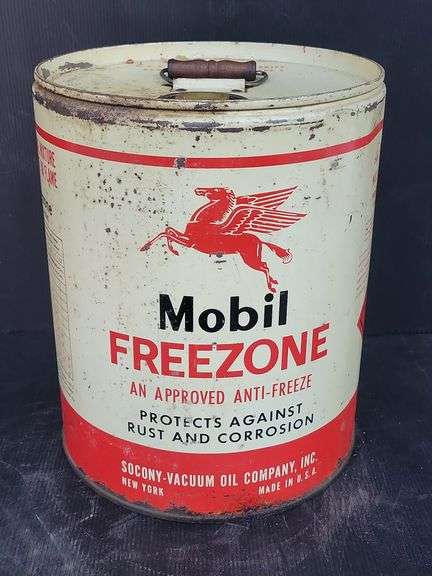 Mobil
FREEZONE
AN APPROVED ANTI-FREEZE
PROTECTS AGAINST
RUST AND CORROSION
SOCONY-VACUUM OIL COMPANY, INC.
NEW YORK MADE IN U.S.A.